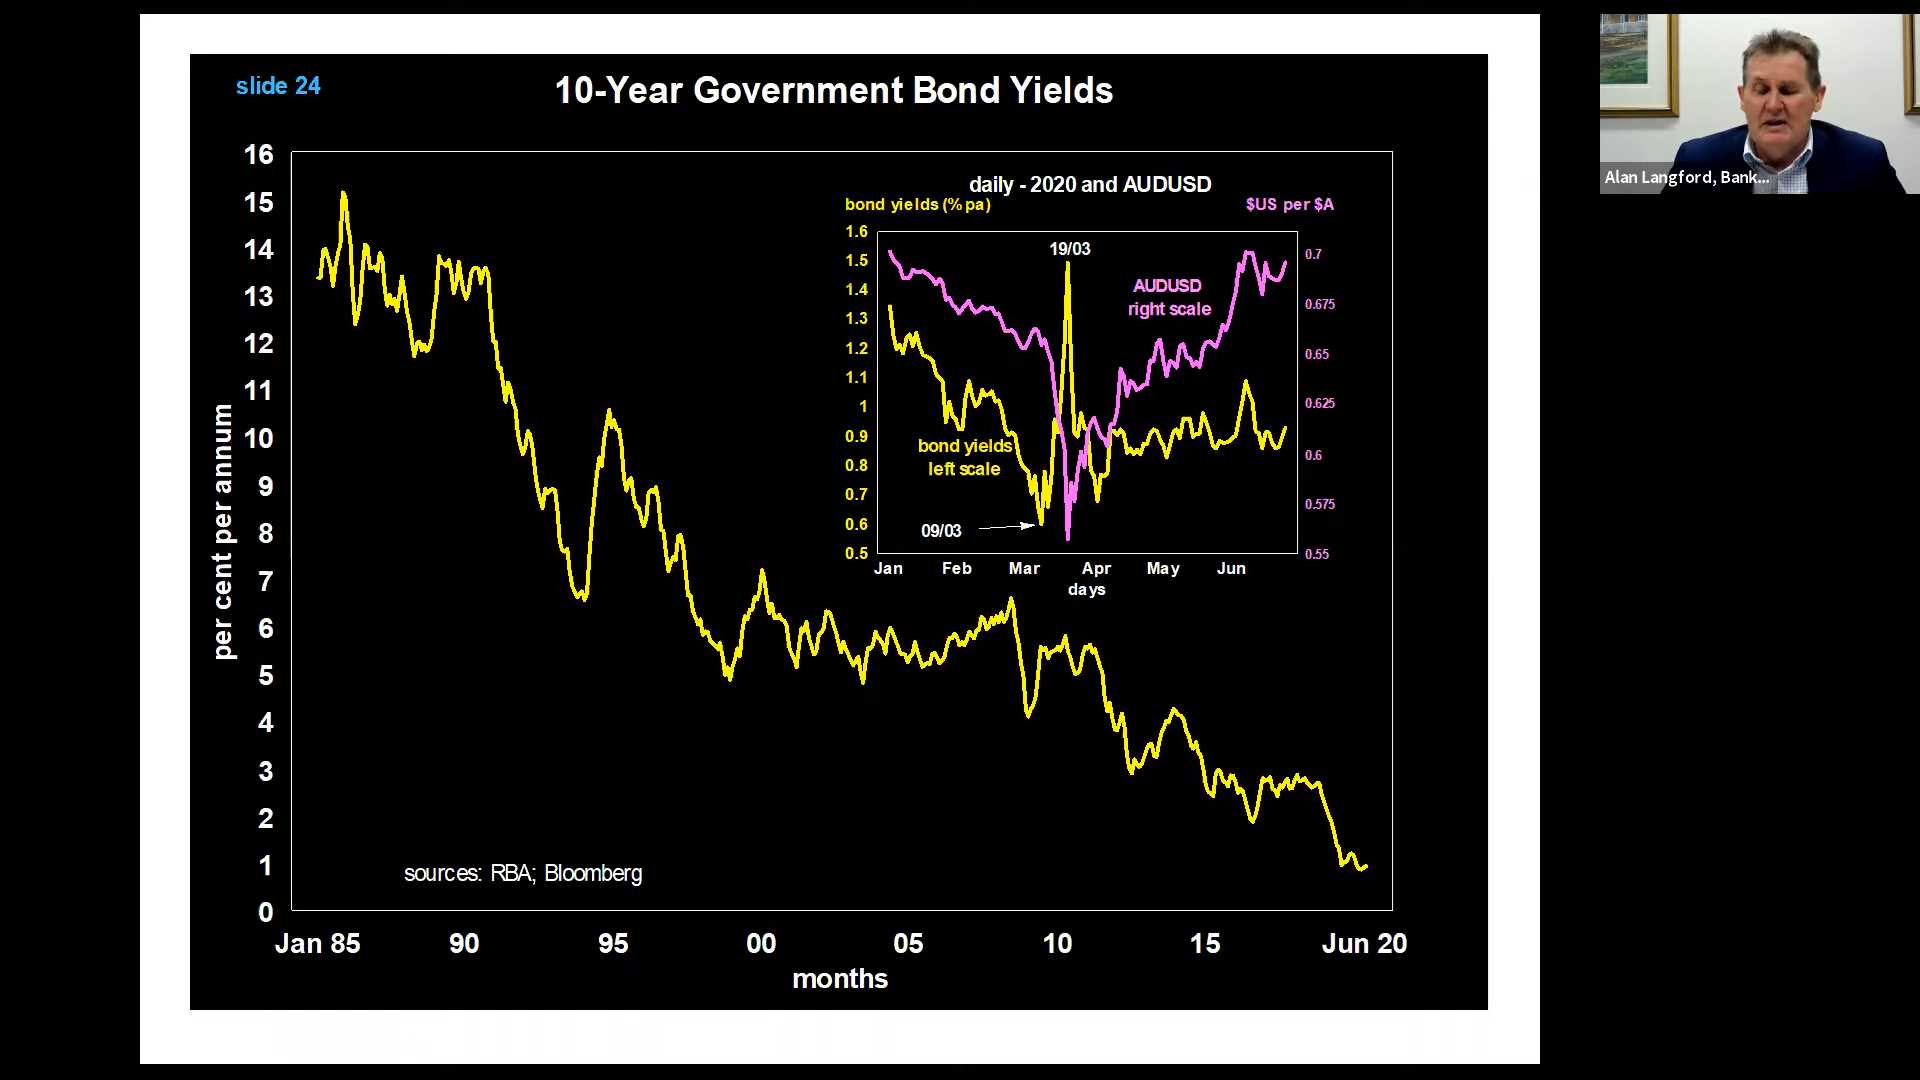 slide 24
10-Year Government Bond Yields
Alan Langford, Bank...
daily - 2020 and AUDUSD
bond yields (% pa)
$US per $A
16
15
14
13
12
11
10
9
8
7
6
5
4
3
2
1
0
per cent per annum
1.6
1.5
1.4
1.3
1.2
1.1
1
0.9
0.8
0.7
0.6
0.5
19/03
AUDUSD
right scale
bond yields
left scale
09/03
0.7
0.675
0.65
0.625
0.6
0.575
0.55
Jan Feb Mar Apr May Jun
days
sources: RBA; Bloomberg
Jan 85 90 95 00 05 10 15 Jun 20
months